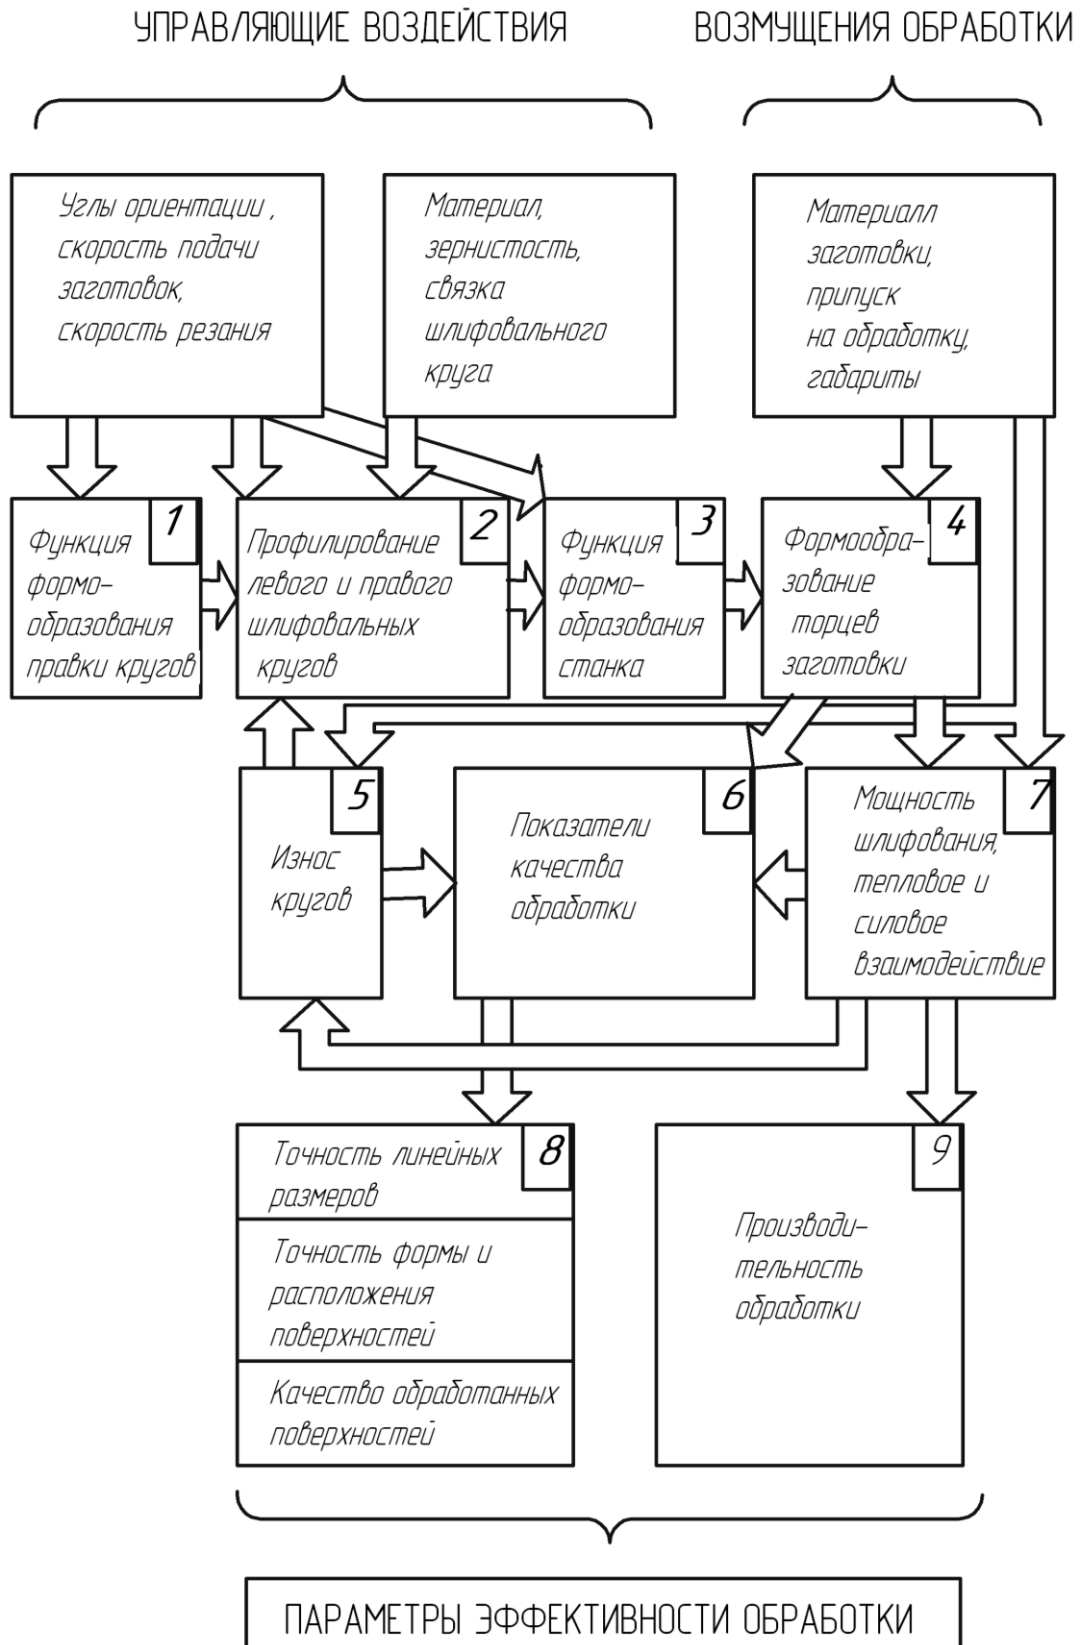 УПРАВЛЯЮЩИЕ ВОЗДЕЙСТВИЯ
ВОЗМУЩЕНИЯ ОБРАБОТКИ
Углы ориентации ,
скорость подачи
заготовок,
скорость резания
Материал,
зернистость,
связка
шлифовального
круга
Материалл
заготовки,
припуск
на обработку,
габариты
1
Функция
формо-
образования
правки кругов
2
Профилирование
левого и правого
шлифовальных
кругов
3
Функция
формо-
образования
станка
4
Формообра-
зование
торцев
заготовки
5
Износ
кругов
6
Показатели
качества
обработки
7
Мощность
шлифования,
тепловое и
силовое
взаимодействие
8
Точность линейных
размеров
Точность формы и
расположения
поверхностей
Качество обработанных
поверхностей
9
Производи-
тельность
обработки
ПАРАМЕТРЫ ЭФФЕКТИВНОСТИ ОБРАБОТКИ